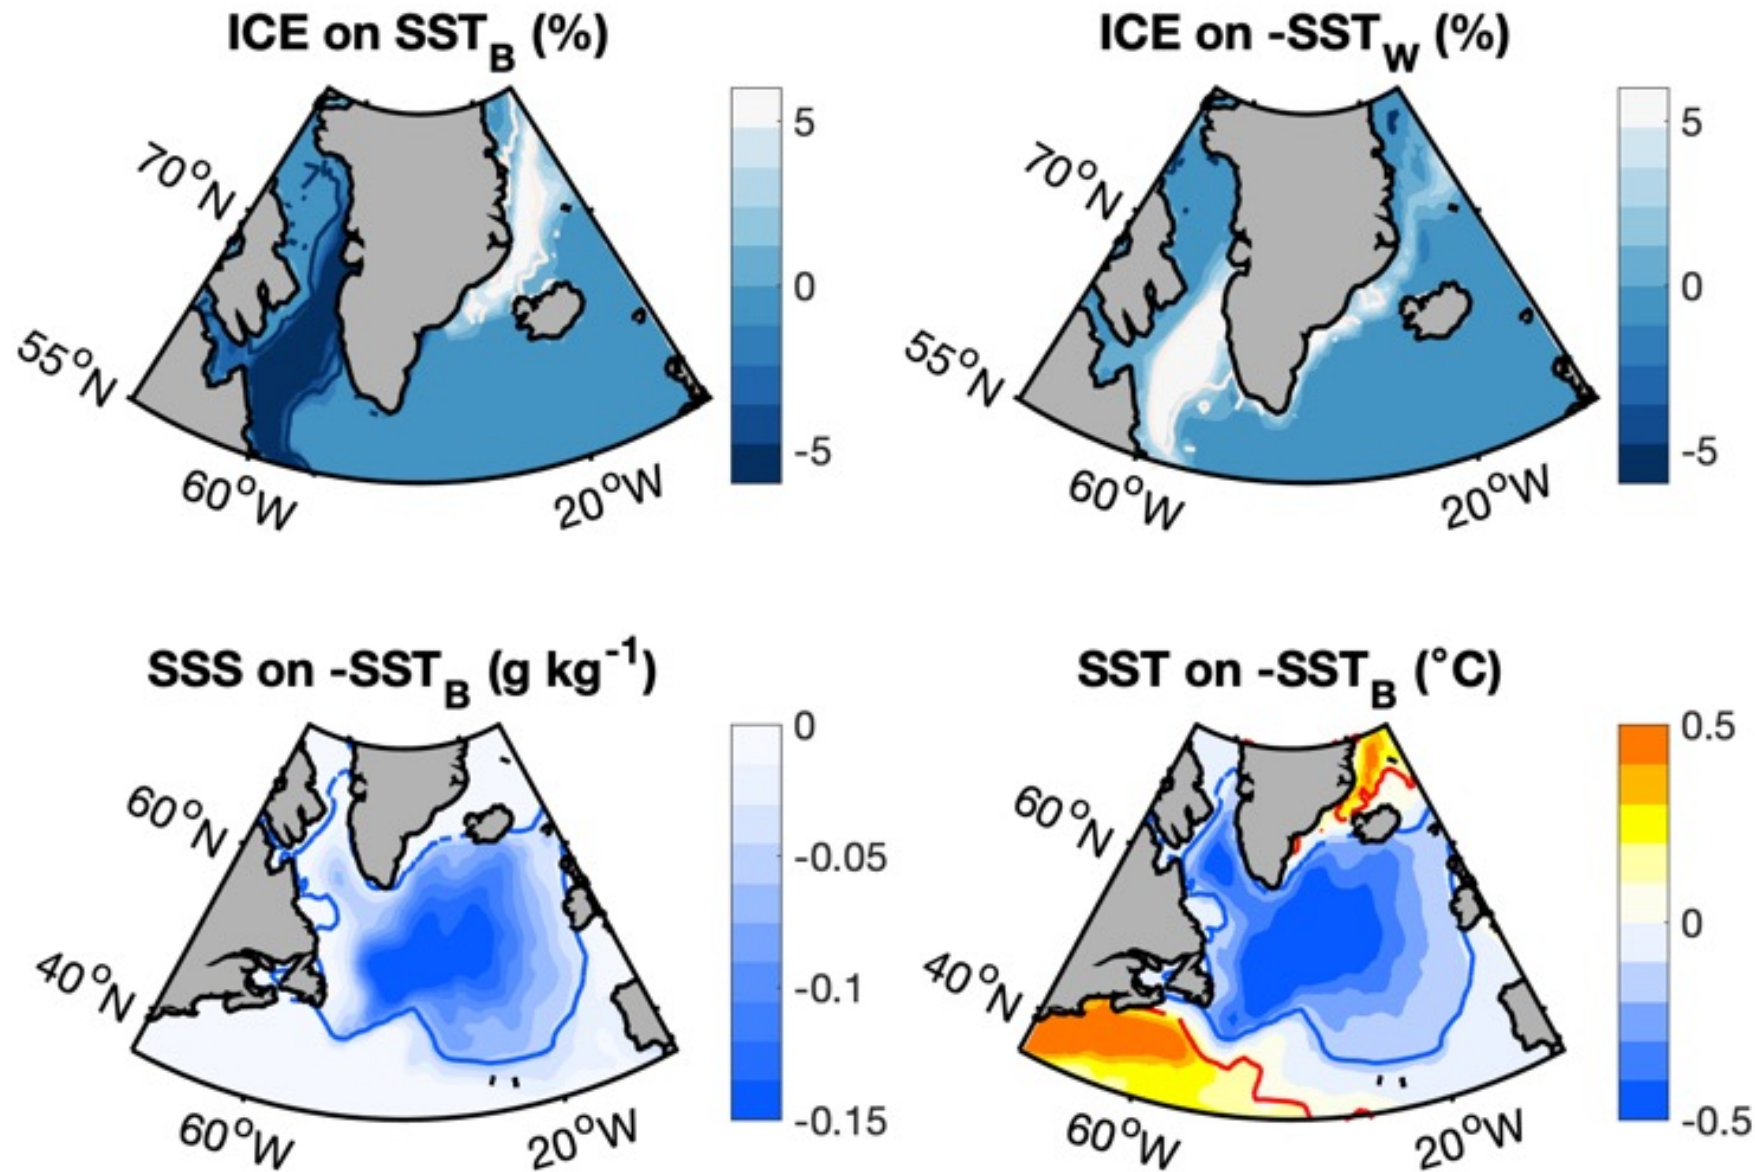 ICE on SST_B (%)
ICE on -SST_W (%)
70°N
55°N
60°W
20°W
5
0
-5
70°N
55°N
60°W
20°W
5
0
-5
SSS on -SST_B (g kg^-1)
SST on -SST_B (°C)
60°N
40°N
60°W
20°W
0
-0.05
-0.1
-0.15
60°N
40°N
60°W
20°W
0.5
0
-0.5